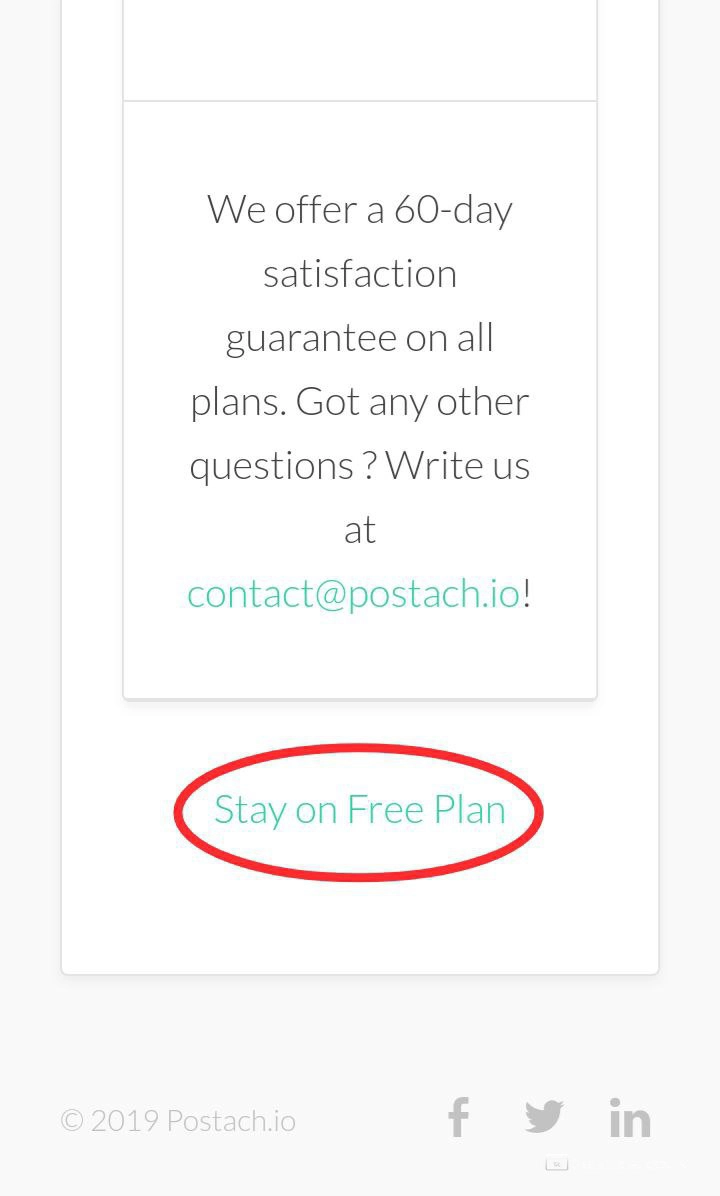 We offer a 60-day
satisfaction
guarantee on all
plans. Got any other
questions ? Write us
at
contact@postach.io!
Stay on Free Plan
© 2019 Postach.io